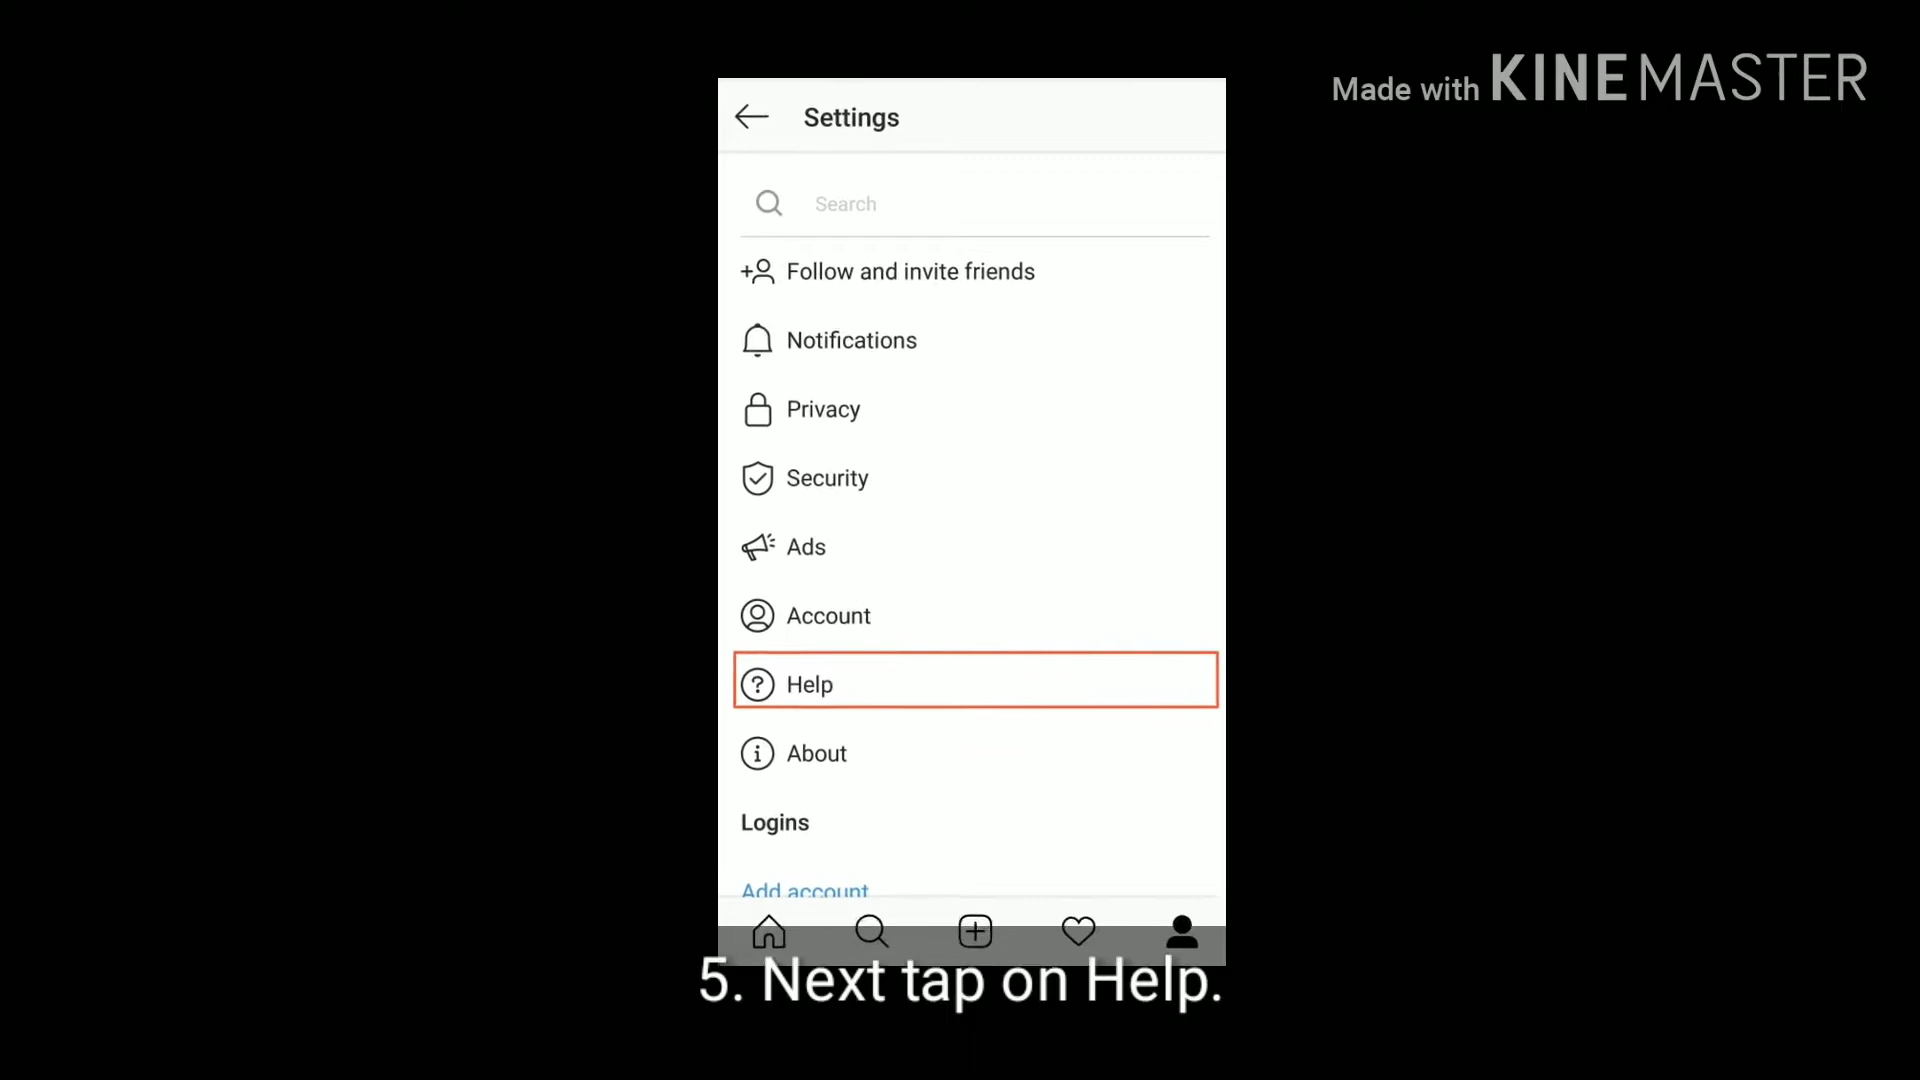 Made with KINEMASTER
Settings
Search
Follow and invite friends
Notifications
Privacy
Security
Ads
Account
Help
About
Logins
Add account
5. Next tap on Help.